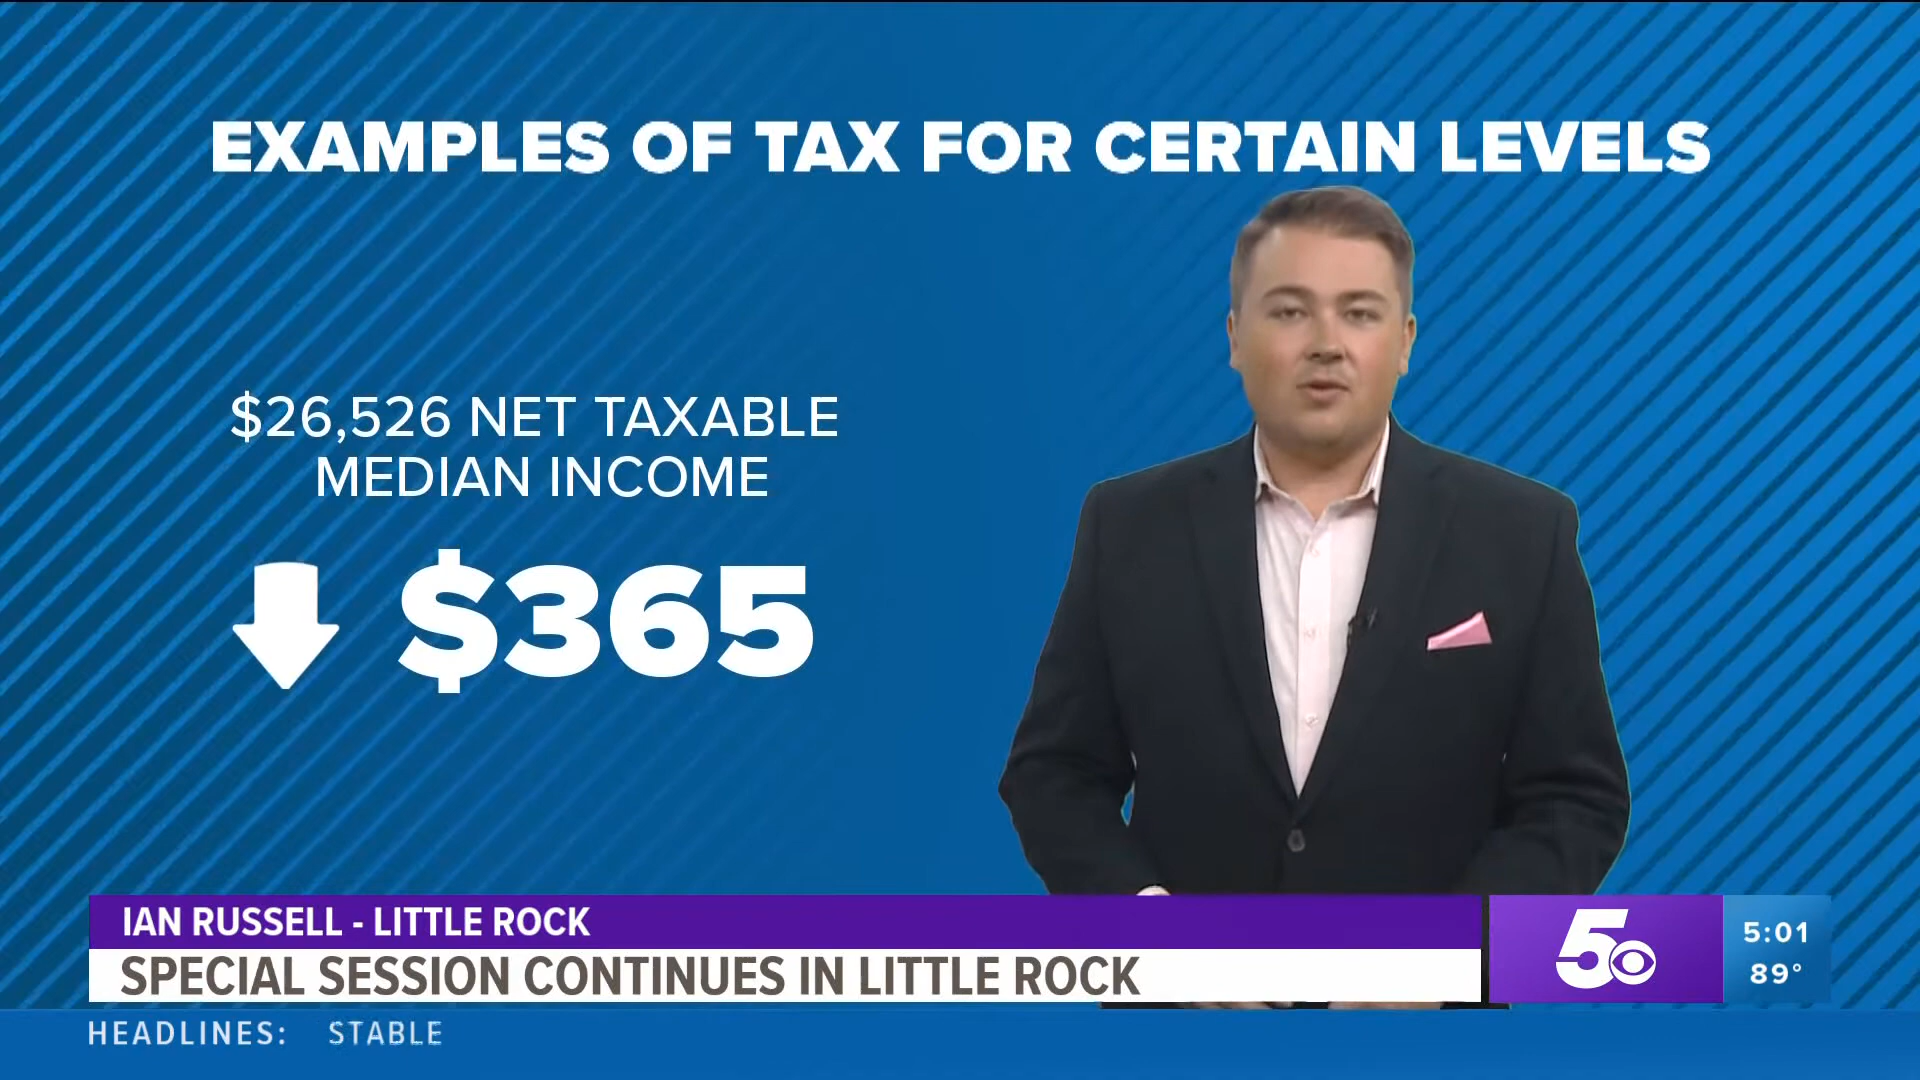 EXAMPLES OF TAX FOR CERTAIN LEVELS
$26,526 NET TAXABLE
MEDIAN INCOME
$365
IAN RUSSELL - LITTLE ROCK
SPECIAL SESSION CONTINUES IN LITTLE ROCK
5
5:01
89°
HEADLINES: STABLE